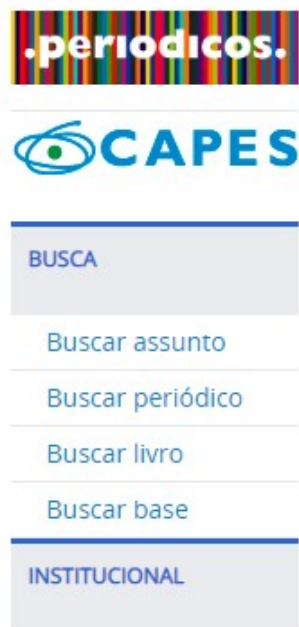 .periodicos.
CAPES
BUSCA
Buscar assunto
Buscar periódico
Buscar livro
Buscar base
INSTITUCIONAL